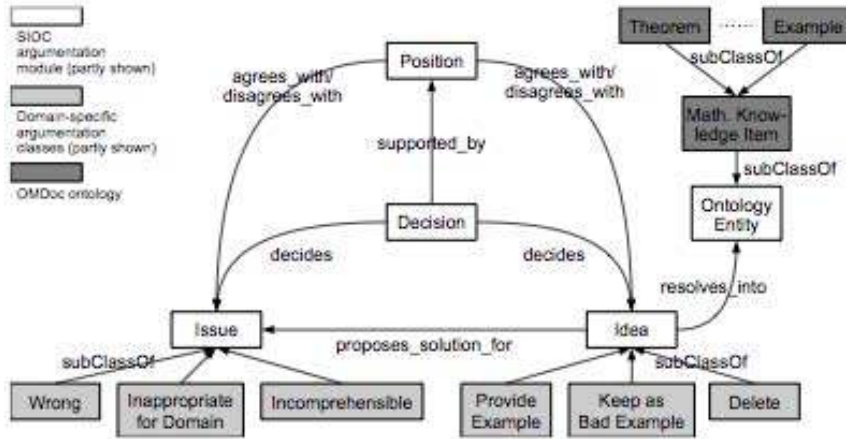 SIOC
argumentation
module (partly shown)
Domain-specific
argumentation
classes (partly shown)
OMDoc ontology
Position
agrees_with/
disagrees_with
agrees_with/
disagrees_with
supported_by
Decision
decides
decides
Theorem ...... Example
subClassOf
Math. Know-
ledge Item
subClassOf
Ontology
Entity
resolves_into
Issue
Idea
proposes_solution_for
subClassOf
subClassOf
Wrong
Inappropriate
for Domain
Incomprehensible
Provide
Example
Keep as
Bad Example
Delete